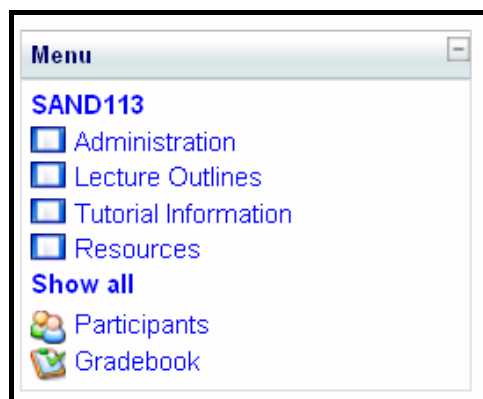 Menu
SAND113
Administration
Lecture Outlines
Tutorial Information
Resources
Show all
Participants
Gradebook